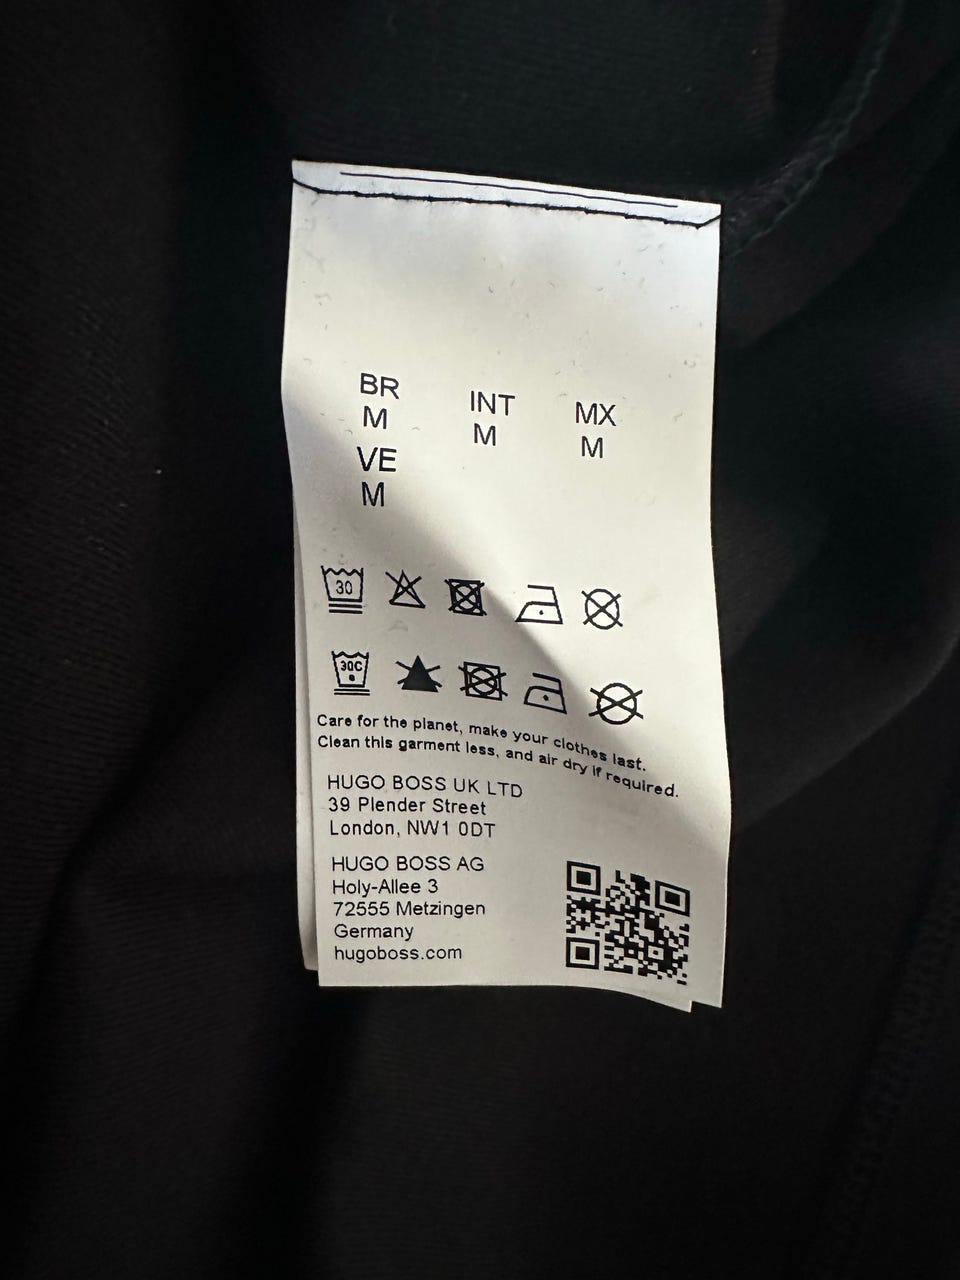 BR INT MX
M M M
VE
M
30
30C
Care for the planet, make your clothes last.
Clean this garment less, and air dry if required.
HUGO BOSS UK LTD
39 Plender Street
London, NW1 0DT
HUGO BOSS AG
Holy-Allee 3
72555 Metzingen
Germany
hugoboss.com